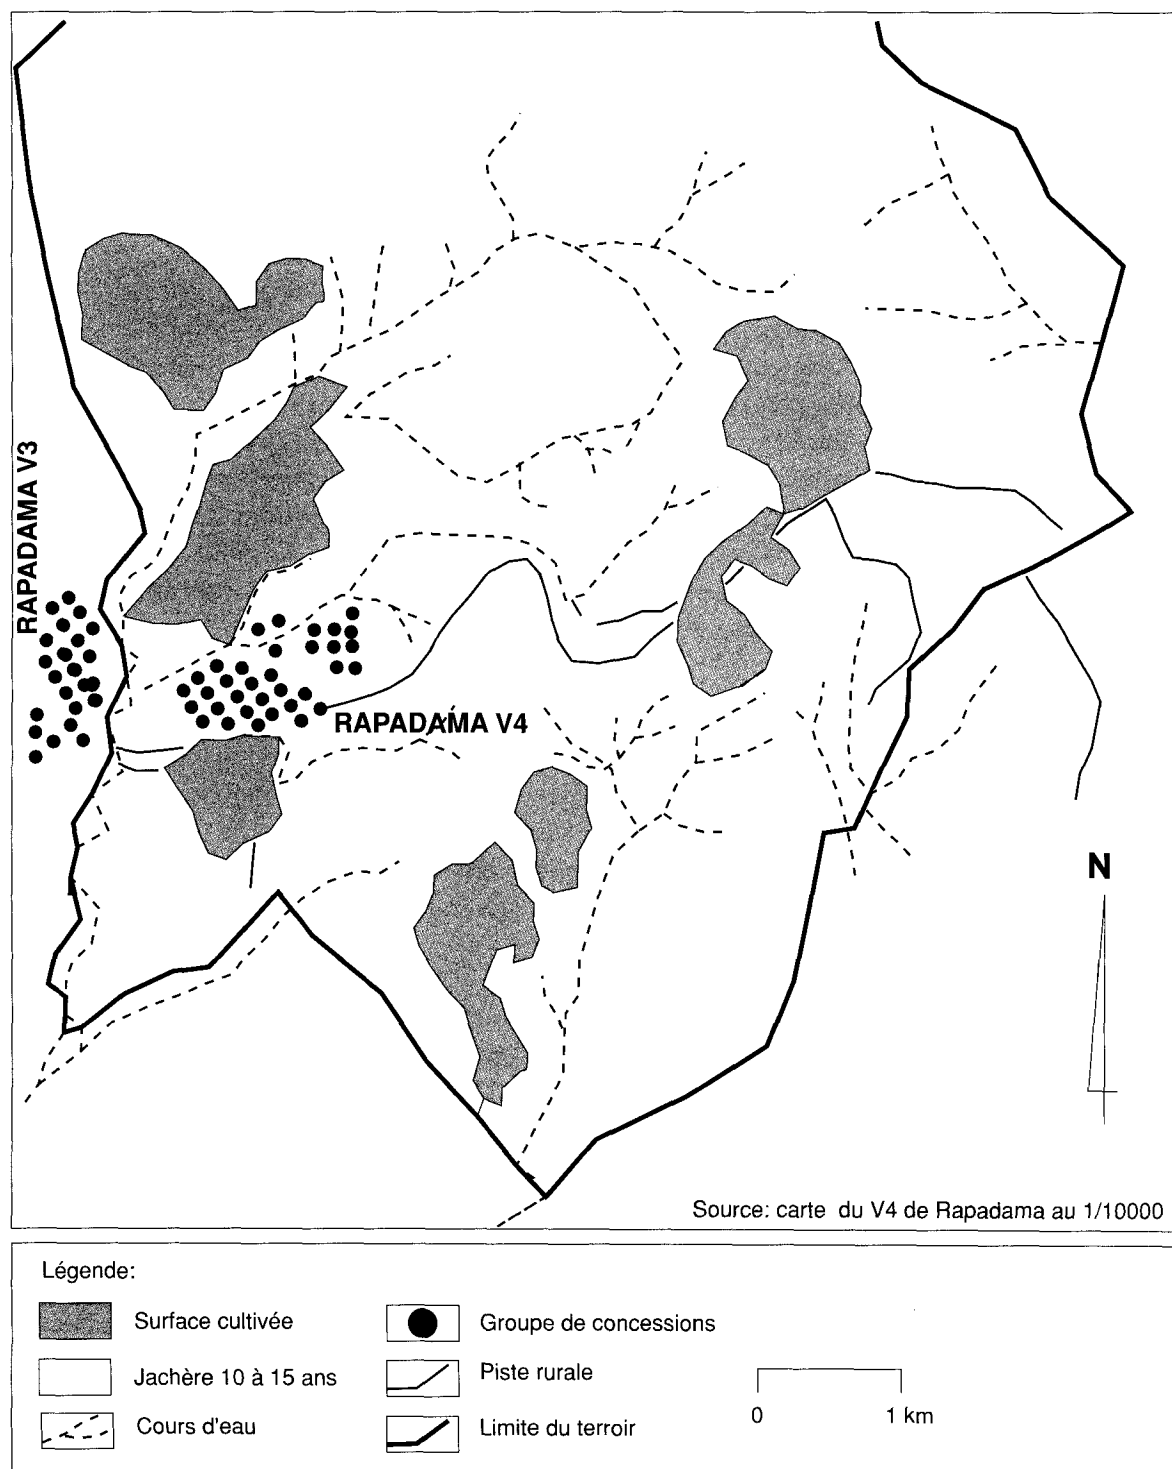 RAPADAMA V3
RAPADAMA V4
N
Source: carte du V4 de Rapadama au 1/10000
Légende:
Surface cultivée
Groupe de concessions
Jachère 10 à 15 ans
Piste rurale
Cours d'eau
Limite du terroir
0 1 km